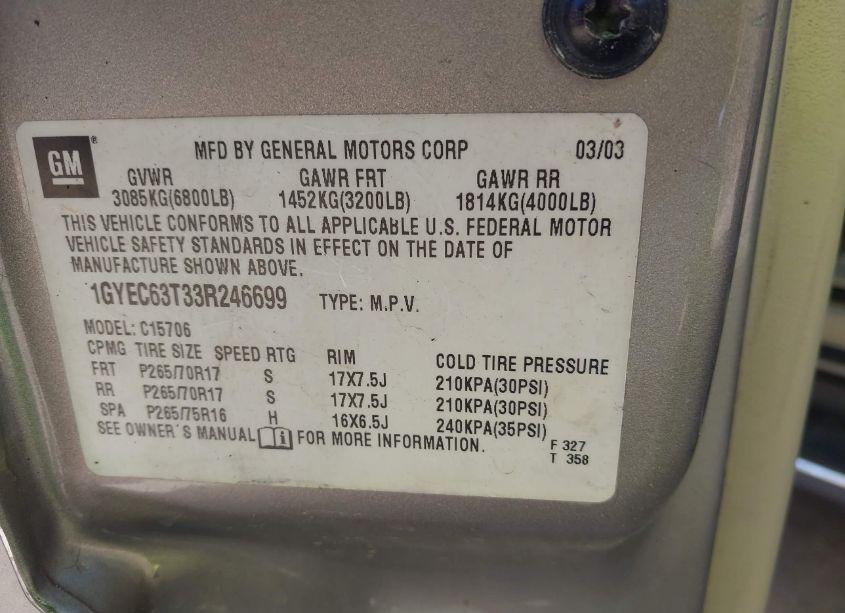 GM
MFD BY GENERAL MOTORS CORP 03/03
GVWR GAWR FRT GAWR RR
3085KG(6800LB) 1452KG(3200LB) 1814KG(4000LB)
THIS VEHICLE CONFORMS TO ALL APPLICABLE U.S. FEDERAL MOTOR
VEHICLE SAFETY STANDARDS IN EFFECT ON THE DATE OF
MANUFACTURE SHOWN ABOVE.
1GYEC63T33R246699 TYPE: M.P.V.
MODEL: C15706
CPMG TIRE SIZE SPEED RTG RIM COLD TIRE PRESSURE
FRT P265/70R17 S 17X7.5J 210KPA(30PSI)
RR P265/70R17 S 17X7.5J 210KPA(30PSI)
SPA P265/75R16 H 16X6.5J 240KPA(35PSI)
SEE OWNER'S MANUAL FOR MORE INFORMATION.
F 327
T 358